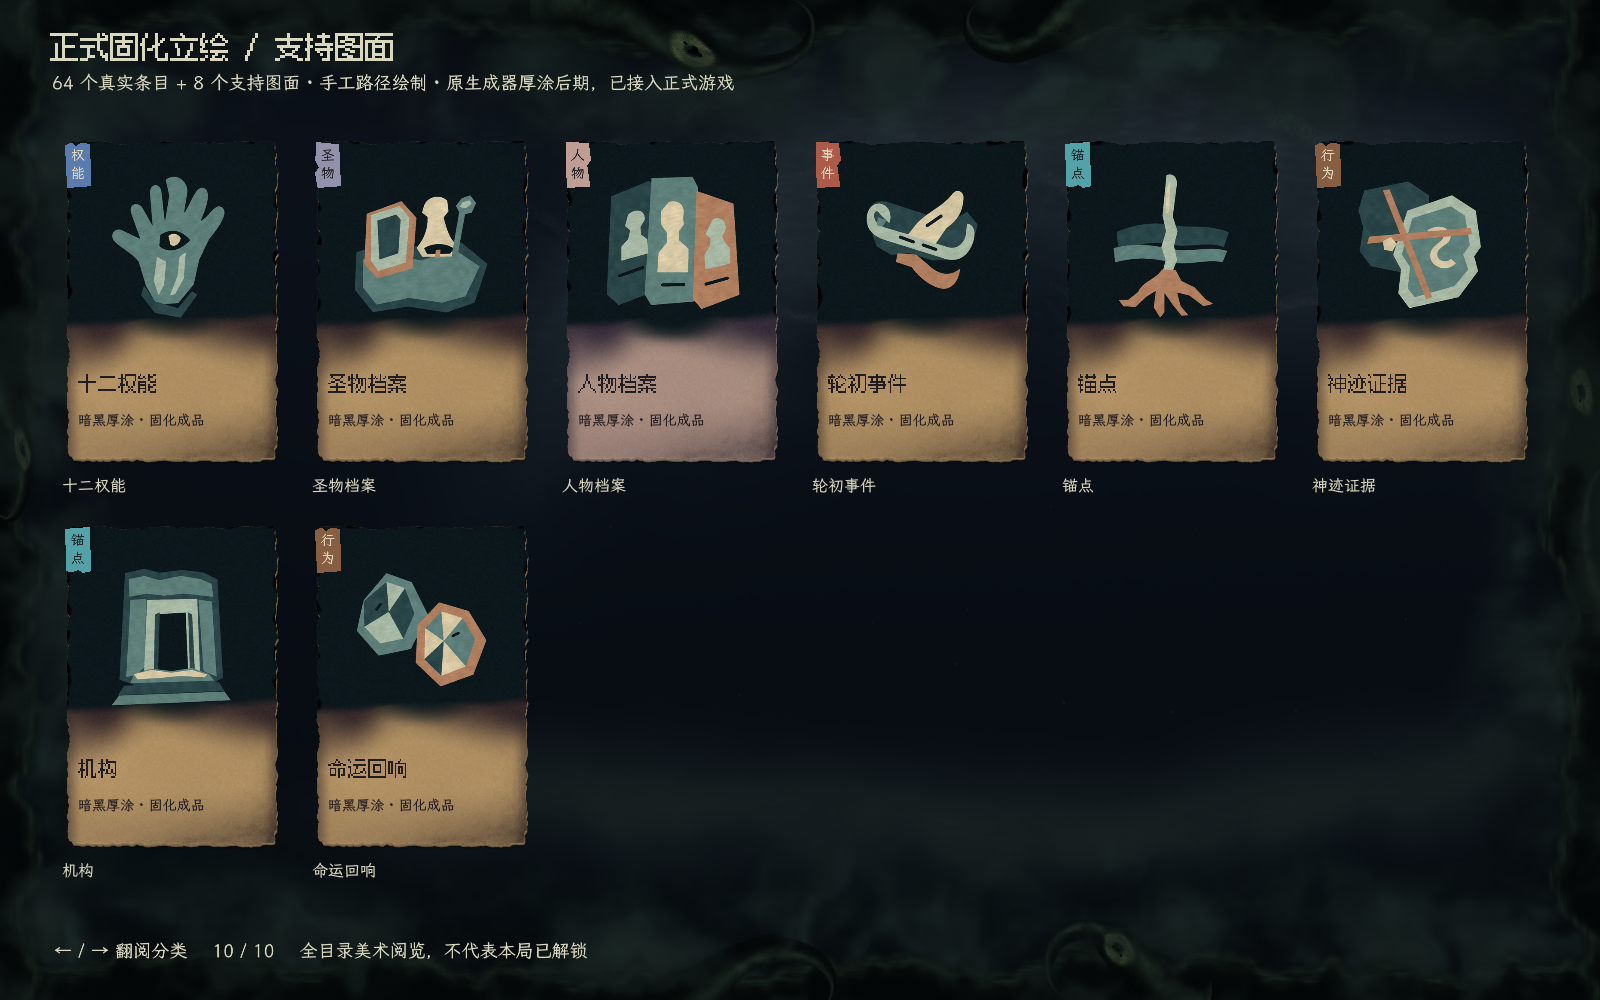 正式固化立绘 / 支持图面
64 个真实条目 + 8 个支持图面・手工路径绘制・原生成器厚涂后期，已接入正式游戏
权能
圣物
人物
事件
锚点
行为
十二权能
圣物档案
人物档案
轮初事件
锚点
神迹证据
暗黑厚涂・固化成品
暗黑厚涂・固化成品
暗黑厚涂・固化成品
暗黑厚涂・固化成品
暗黑厚涂・固化成品
暗黑厚涂・固化成品
十二权能
圣物档案
人物档案
轮初事件
锚点
神迹证据
锚点
行为
机构
命运回响
暗黑厚涂・固化成品
暗黑厚涂・固化成品
机构
命运回响
← / → 翻阅分类 10 / 10 全目录美术阅览，不代表本局已解锁